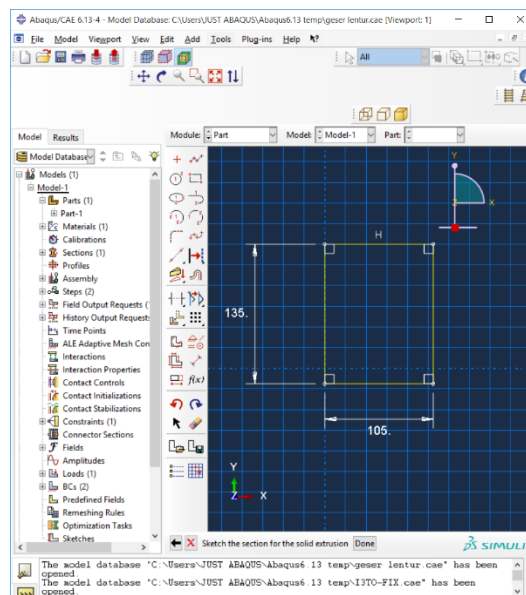 Abaqus/CAE 6.13-4 - Model Database: C:\Users\JUST ABAQUS\Abaqus6.13 temp\geser lentur.cae [Viewport: 1]
File Model Viewport View Edit Add Tools Plug-ins Help
All
Model Results
Module: Part Model: Model-1 Part:
Model Database
Models (1)
Model-1
Parts (1)
Part-1
Materials (1)
Calibrations
Sections (1)
Profiles
Assembly
Steps (2)
Field Output Requests (
History Output Requests
Time Points
ALE Adaptive Mesh Con
Interactions
Interaction Properties
Contact Controls
Contact Initializations
Contact Stabilizations
Constraints (1)
Connector Sections
Fields
Amplitudes
Loads (1)
BCs (2)
Predefined Fields
Remeshing Rules
Optimization Tasks
Sketches
f(x)
Y
Z X
H
135.
105.
Y
Z X
Sketch the section for the solid extrusion Done
SIMULI
The model database "C:\Users\JUST ABAQUS\Abaqus6.13 temp\geser lentur.cae" has been
opened.
The model database "C:\Users\JUST ABAQUS\Abaqus6.13 temp\I3TO-FIX.cae" has been
opened.